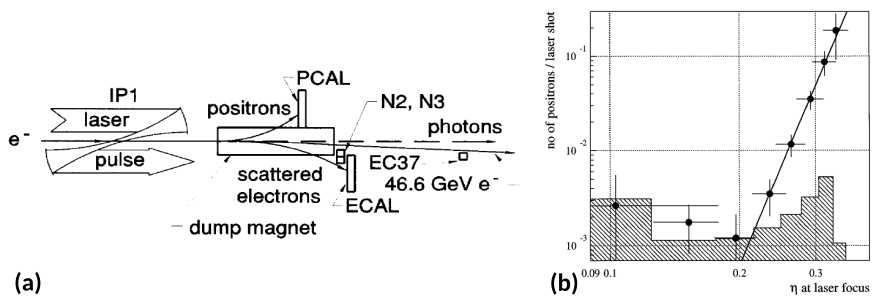 PCAL
IP1
N2, N3
laser
positrons
photons
e-
pulse
EC37
scattered
electrons
46.6 GeV e-
ECAL
dump magnet
(a)
no of positrons / laser shot
10-1
10-2
10-3
0.09 0.1 0.2 0.3
η at laser focus
(b)